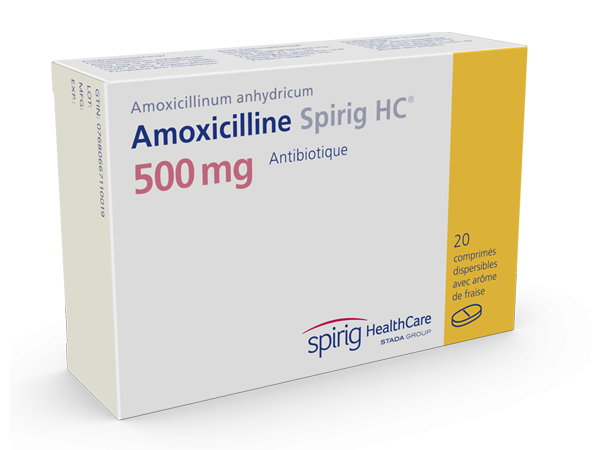 Amoxicillinum anhydricum
Amoxicilline Spirig HC®
500 mg
Antibiotique
20
comprimés
dispersibles
avec arôme
de fraise
spirig HealthCare
STADA GROUP
GTIN: 07680667110019
LOT:
MFG:
EXP.: